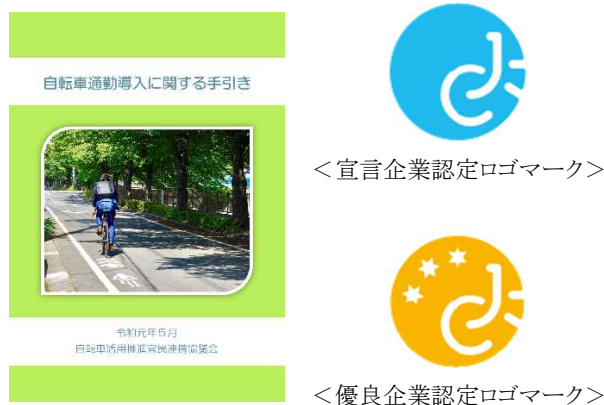 自転車通勤導入に関する手引き
令和元年5月
自転車活用推進官民連携協議会
＜宣言企業認定ロゴマーク＞
＜優良企業認定ロゴマーク＞